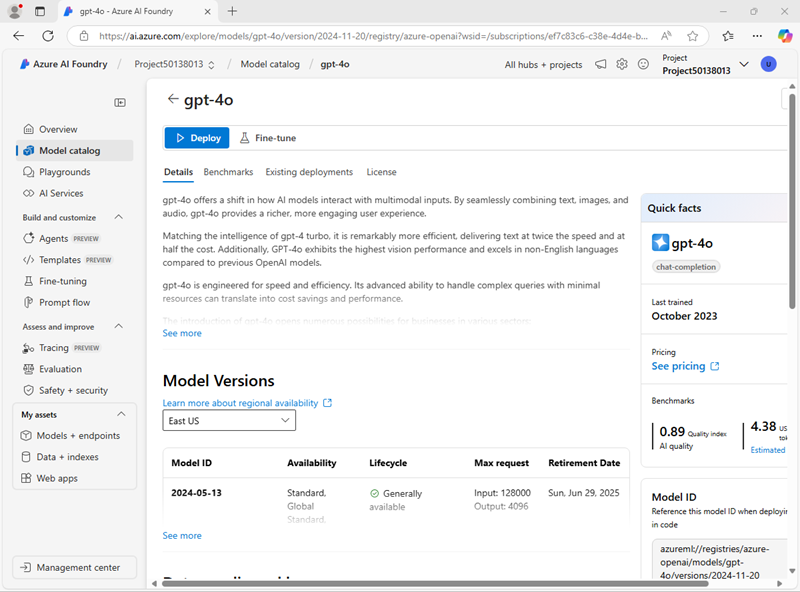 gpt-4o - Azure AI Foundry
https://ai.azure.com/explore/models/gpt-4o/version/2024-11-20/registry/azure-openai?wsid=/subscriptions/ef7c83c6-c38e-4d4e-b...
Azure AI Foundry / Project50138013 / Model catalog / gpt-4o
All hubs + projects
Project
Project50138013
U
Overview
Model catalog
Playgrounds
AI Services
Build and customize
Agents PREVIEW
Templates PREVIEW
Fine-tuning
Prompt flow
Assess and improve
Tracing PREVIEW
Evaluation
Safety + security
My assets
Models + endpoints
Data + indexes
Web apps
Management center
gpt-4o
Deploy
Fine-tune
Details Benchmarks Existing deployments License
gpt-4o offers a shift in how AI models interact with multimodal inputs. By seamlessly combining text, images, and
audio, gpt-4o provides a richer, more engaging user experience.
Matching the intelligence of gpt-4 turbo, it is remarkably more efficient, delivering text at twice the speed and at
half the cost. Additionally, GPT-4o exhibits the highest vision performance and excels in non-English languages
compared to previous OpenAI models.
gpt-4o is engineered for speed and efficiency. Its advanced ability to handle complex queries with minimal
resources can translate into cost savings and performance.
The introduction of gpt-4o opens numerous possibilities for businesses in various sectors.
See more
Model Versions
Learn more about regional availability
East US
Model ID Availability Lifecycle Max request Retirement Date
2024-05-13 Standard, Generally Input: 128000 Sun, Jun 29, 2025
Global available Output: 4096
Standard,
See more
Quick facts
gpt-4o
chat-completion
Last trained
October 2023
Pricing
See pricing
Benchmarks
0.89 Quality index
AI quality
4.38 US
tok
Estimated
Model ID
Reference this model ID when deployin
in code
azureml://registries/azure-
openai/models/gpt-
4o/versions/2024-11-20